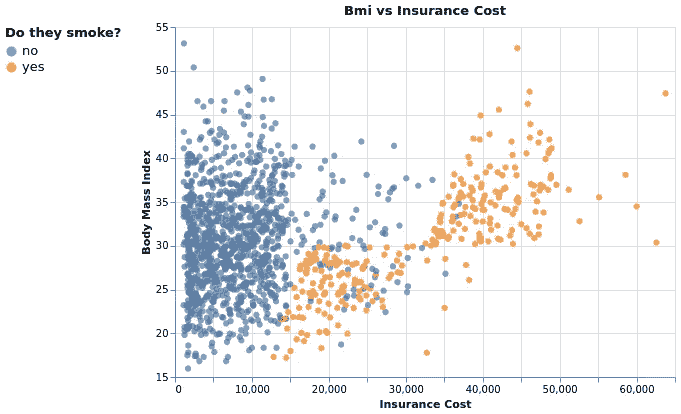 Bmi vs Insurance Cost
Do they smoke?
no
yes
Body Mass Index
55
50
45
40
35
30
25
20
15
0 10,000 20,000 30,000 40,000 50,000 60,000
Insurance Cost